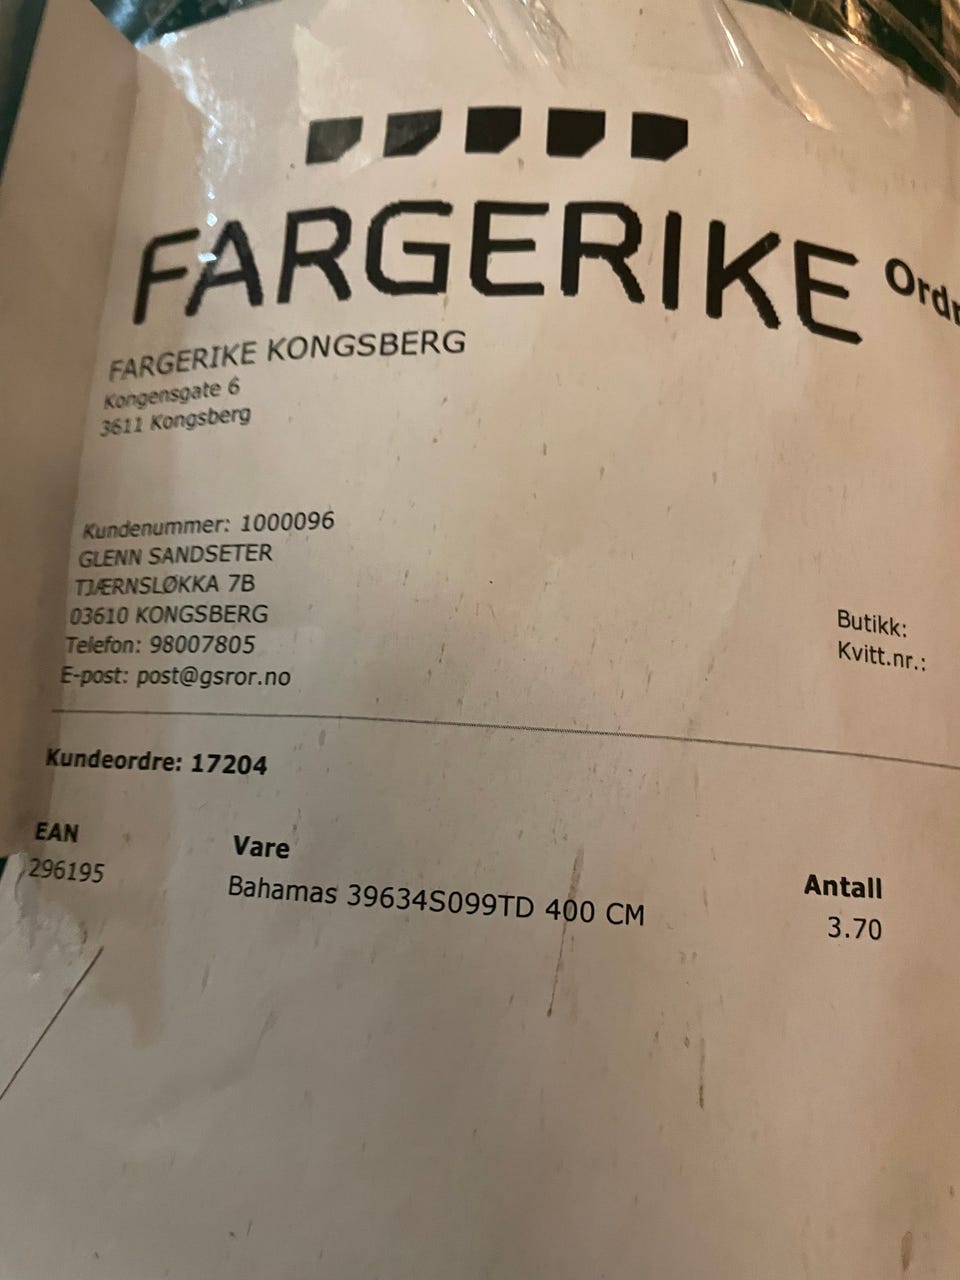 FARGERIKE
FARGERIKE KONGSBERG
Kongensgate 6
3611 Kongsberg
Kundenummer: 1000096
GLENN SANDSETER
TJÆRNSLØKKA 7B
03610 KONGSBERG
Telefon: 98007805
E-post: post@gsror.no
Butikk:
Kvitt.nr.:
Kundeordre: 17204
EAN Vare Antall
296195 Bahamas 39634S099TD 400 CM 3.70